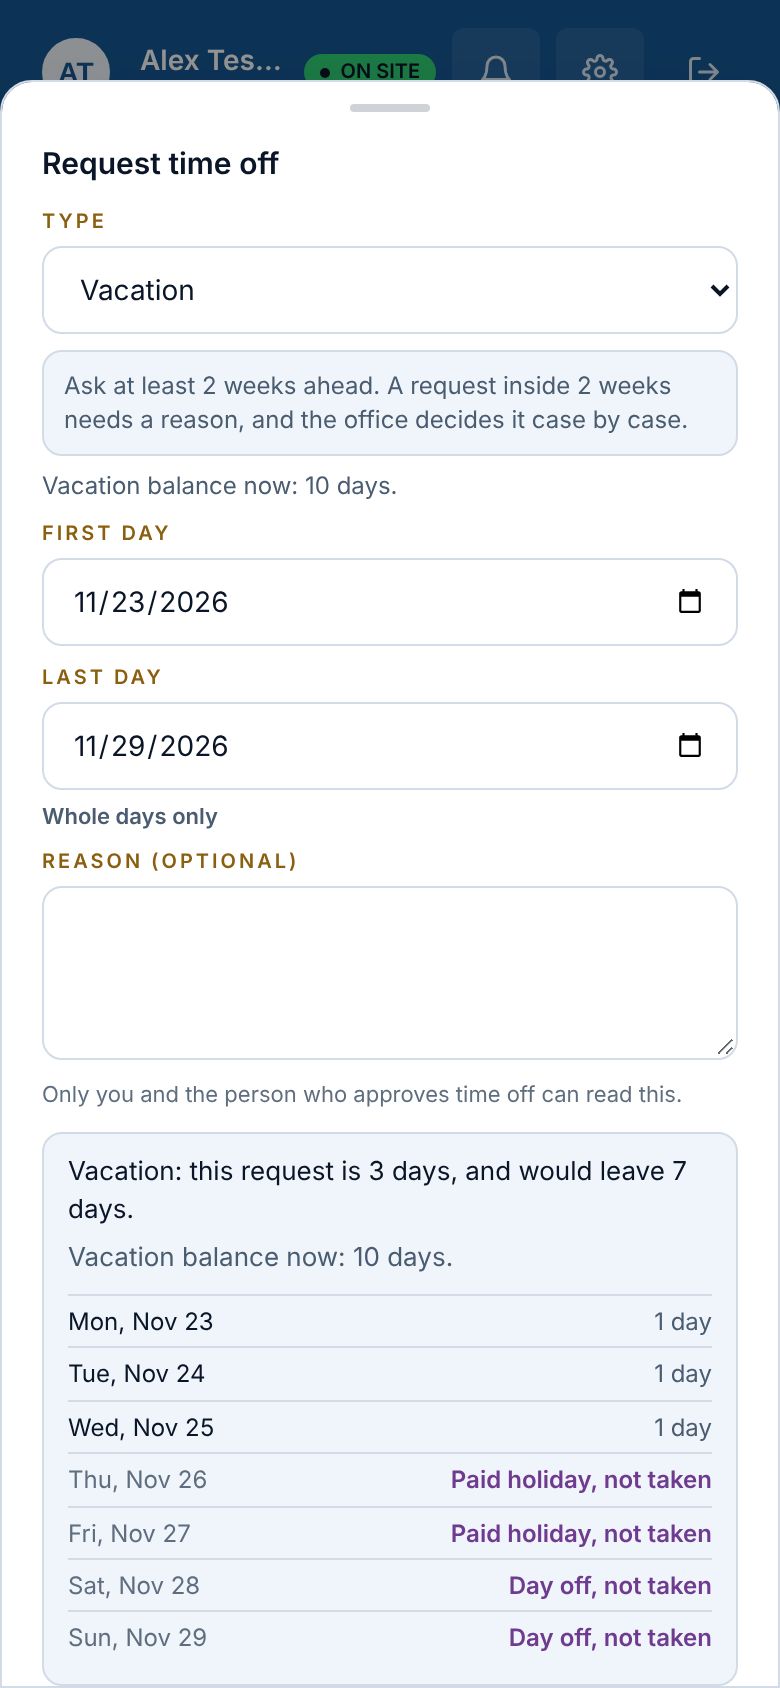 AT
Alex Tes...
ON SITE
Request time off
TYPE
Vacation
Ask at least 2 weeks ahead. A request inside 2 weeks
needs a reason, and the office decides it case by case.
Vacation balance now: 10 days.
FIRST DAY
11/23/2026
LAST DAY
11/29/2026
Whole days only
REASON (OPTIONAL)
Only you and the person who approves time off can read this.
Vacation: this request is 3 days, and would leave 7
days.
Vacation balance now: 10 days.
Mon, Nov 23 1 day
Tue, Nov 24 1 day
Wed, Nov 25 1 day
Thu, Nov 26 Paid holiday, not taken
Fri, Nov 27 Paid holiday, not taken
Sat, Nov 28 Day off, not taken
Sun, Nov 29 Day off, not taken